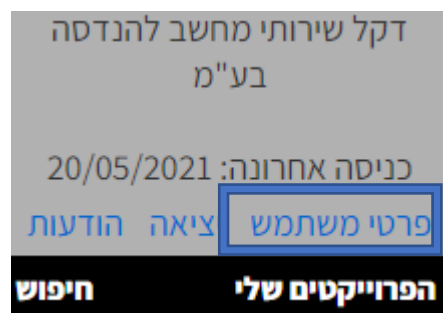 דקל שירותי מחשב להנדסה
בע"מ
כניסה אחרונה: 20/05/2021
פרטי משתמש יציאה הודעות
הפרוייקטים שלי חיפוש